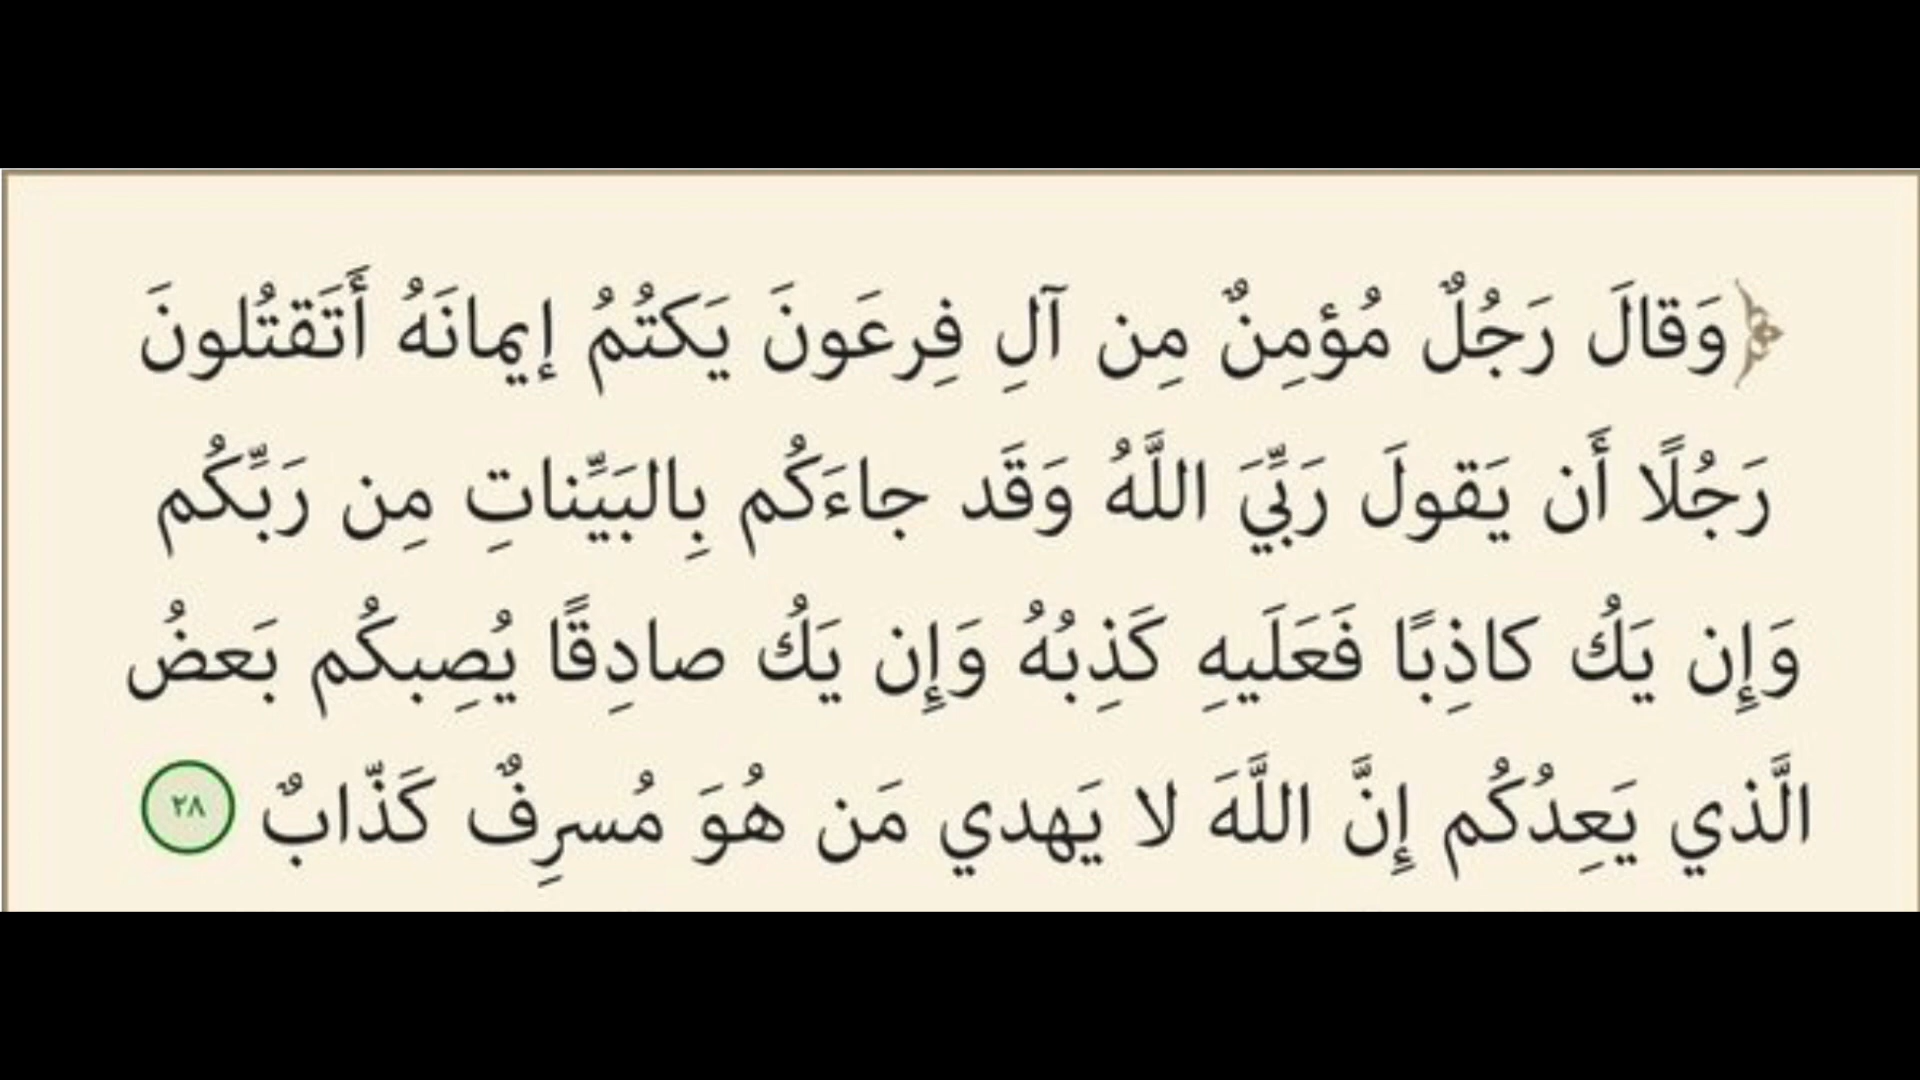 ﴿وَقالَ رَجُلٌ مُؤمِنٌ مِن آلِ فِرعَونَ يَكتُمُ إيمانَهُ أَتَقتُلونَ
رَجُلًا أَن يَقولَ رَبِّيَ اللَّهُ وَقَد جاءَكُم بِالبَيِّناتِ مِن رَبِّكُم
وَإِن يَكُ كاذِبًا فَعَلَيهِ كَذِبُهُ وَإِن يَكُ صادِقًا يُصِبكُم بَعضُ
الَّذي يَعِدُكُم إِنَّ اللَّهَ لا يَهدي مَن هُوَ مُسرِفٌ كَذّابٌ ٢٨